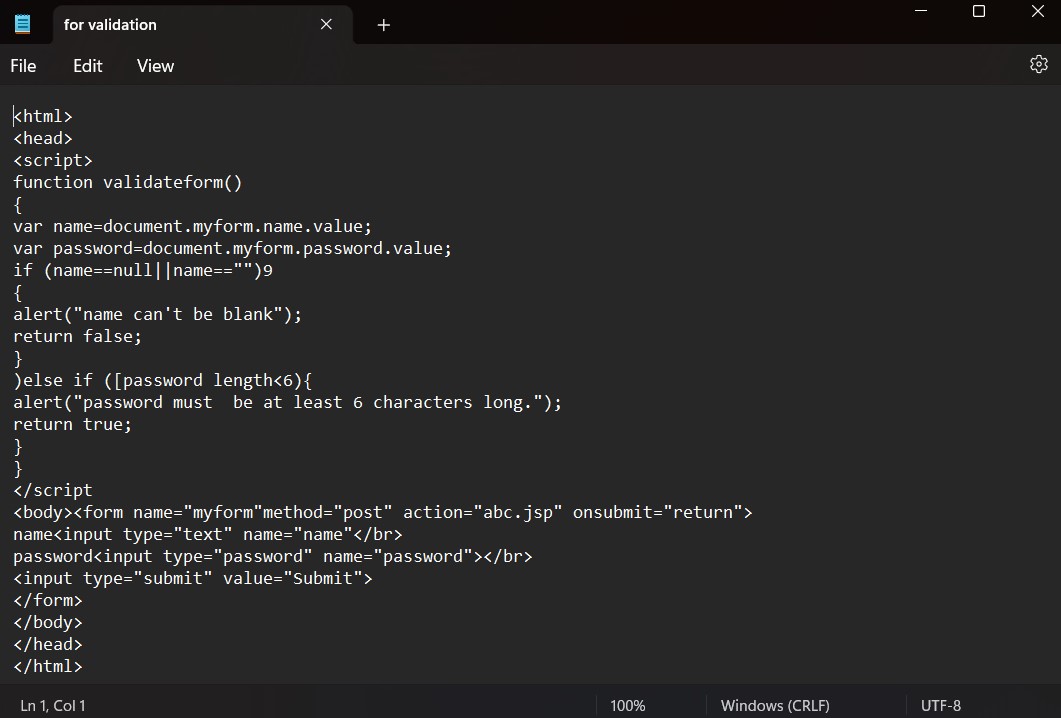 for validation
File Edit View
<html>
<head>
<script>
function validateform()
{
var name=document.myform.name.value;
var password=document.myform.password.value;
if (name==null||name=="")9
{
alert("name can't be blank");
return false;
}
)else if ([password length<6){
alert("password must  be at least 6 characters long.");
return true;
}
}
</script
<body><form name="myform"method="post" action="abc.jsp" onsubmit="return">
name<input type="text" name="name"</br>
password<input type="password" name="password"></br>
<input type="submit" value="Submit">
</form>
</body>
</head>
</html>
Ln 1, Col 1 100% Windows (CRLF) UTF-8